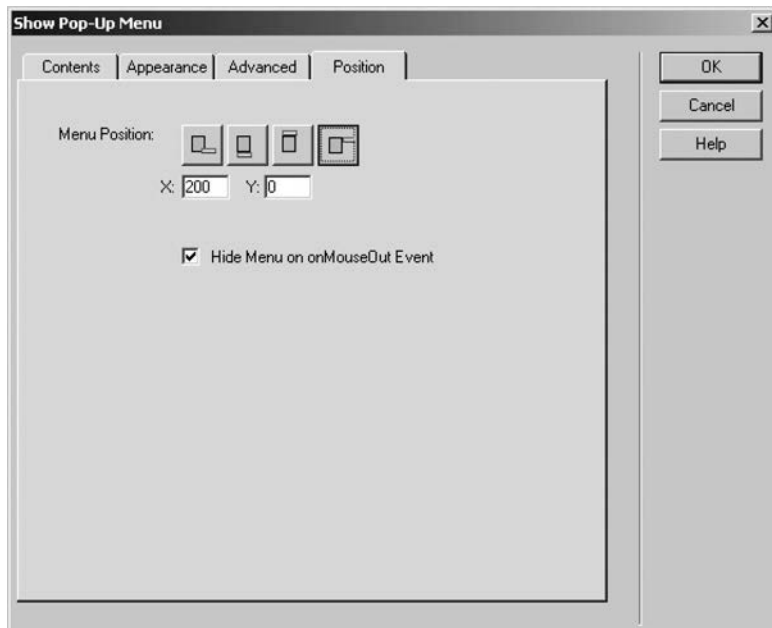 Show Pop-Up Menu
Contents Appearance Advanced Position
OK
Cancel
Help
Menu Position:
X: 200 Y: 0
Hide Menu on onMouseOut Event